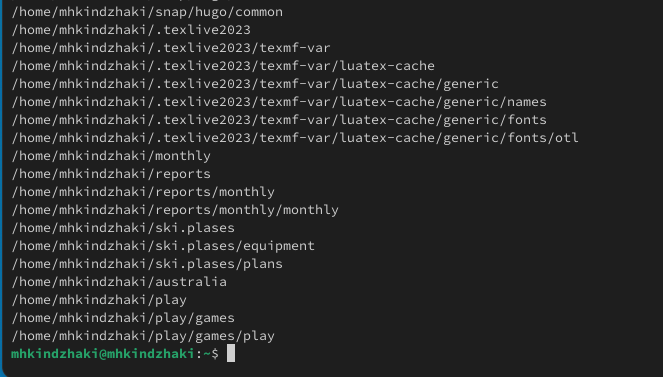 /home/mhkindzhaki/snap/hugo/common
/home/mhkindzhaki/.texlive2023
/home/mhkindzhaki/.texlive2023/texmf-var
/home/mhkindzhaki/.texlive2023/texmf-var/luatex-cache
/home/mhkindzhaki/.texlive2023/texmf-var/luatex-cache/generic
/home/mhkindzhaki/.texlive2023/texmf-var/luatex-cache/generic/names
/home/mhkindzhaki/.texlive2023/texmf-var/luatex-cache/generic/fonts
/home/mhkindzhaki/.texlive2023/texmf-var/luatex-cache/generic/fonts/otl
/home/mhkindzhaki/monthly
/home/mhkindzhaki/reports
/home/mhkindzhaki/reports/monthly
/home/mhkindzhaki/reports/monthly/monthly
/home/mhkindzhaki/ski.plases
/home/mhkindzhaki/ski.plases/equipment
/home/mhkindzhaki/ski.plases/plans
/home/mhkindzhaki/australia
/home/mhkindzhaki/play
/home/mhkindzhaki/play/games
/home/mhkindzhaki/play/games/play
mhkindzhaki@mhkindzhaki:~$